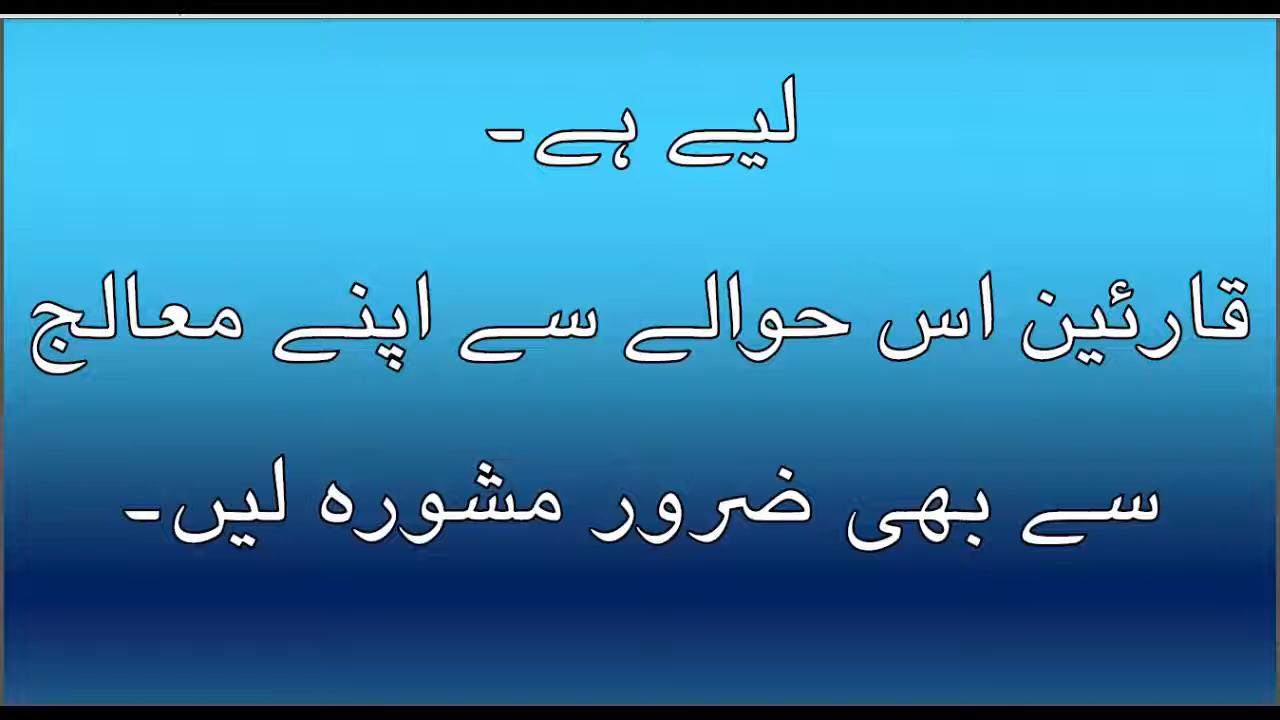 لیے ہے۔
قارئین اس حوالے سے اپنے معالج
سے بھی ضرور مشورہ لیں۔